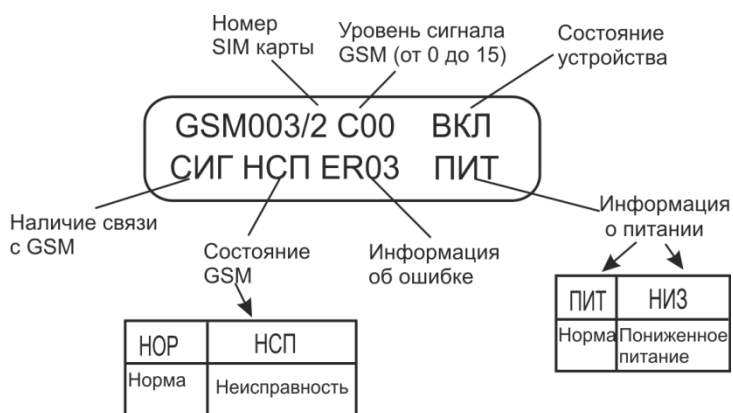 Номер
SIM карты
Уровень сигнала
GSM (от 0 до 15)
Состояние
устройства
GSM003/2 C00 ВКЛ
СИГ НСП ER03 ПИТ
Наличие связи
с GSM
Состояние
GSM
Информация
об ошибке
Информация
о питании
ПИТ НИЗ
Норма Пониженное
питание
НОР НСП
Норма Неисправность